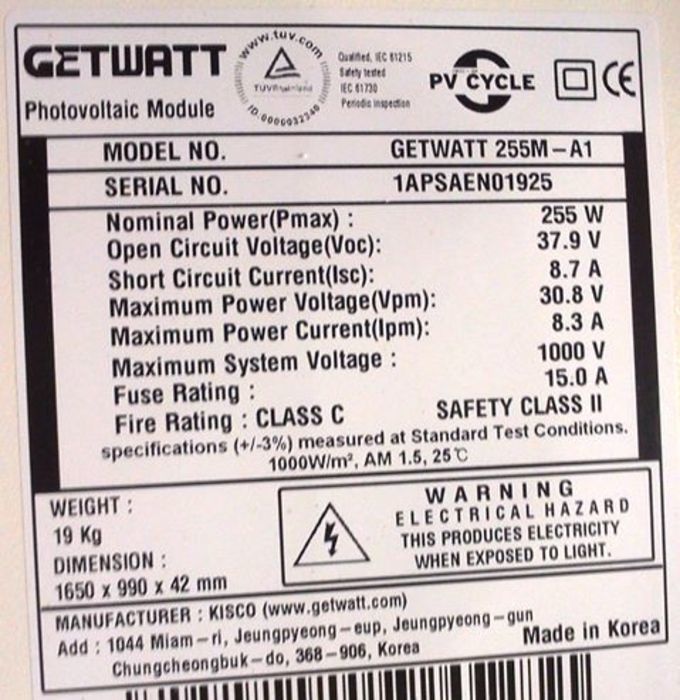 GETWATT
Photovoltaic Module
www.tuv.com
TUVRheinland
ID:0000032340
Qualified, IEC 61215
Safety tested
IEC 61730
Periodic inspection
PV CYCLE
CE
MODEL NO. GETWATT 255M-A1
SERIAL NO. 1APSAEN01925
Nominal Power(Pmax) : 255 W
Open Circuit Voltage(Voc): 37.9 V
Short Circuit Current(Isc): 8.7 A
Maximum Power Voltage(Vpm): 30.8 V
Maximum Power Current(Ipm): 8.3 A
Maximum System Voltage : 1000 V
Fuse Rating : 15.0 A
Fire Rating : CLASS C SAFETY CLASS II
specifications (+/-3%) measured at Standard Test Conditions.
1000W/m², AM 1.5, 25℃
WEIGHT :
19 Kg
DIMENSION :
1650 x 990 x 42 mm
WARNING
ELECTRICAL HAZARD
THIS PRODUCES ELECTRICITY
WHEN EXPOSED TO LIGHT.
MANUFACTURER : KISCO (www.getwatt.com)
Add : 1044 Miam-ri, Jeungpyeong-eup, Jeungpyeong-gun
Chungcheongbuk-do, 368-906, Korea
Made in Korea